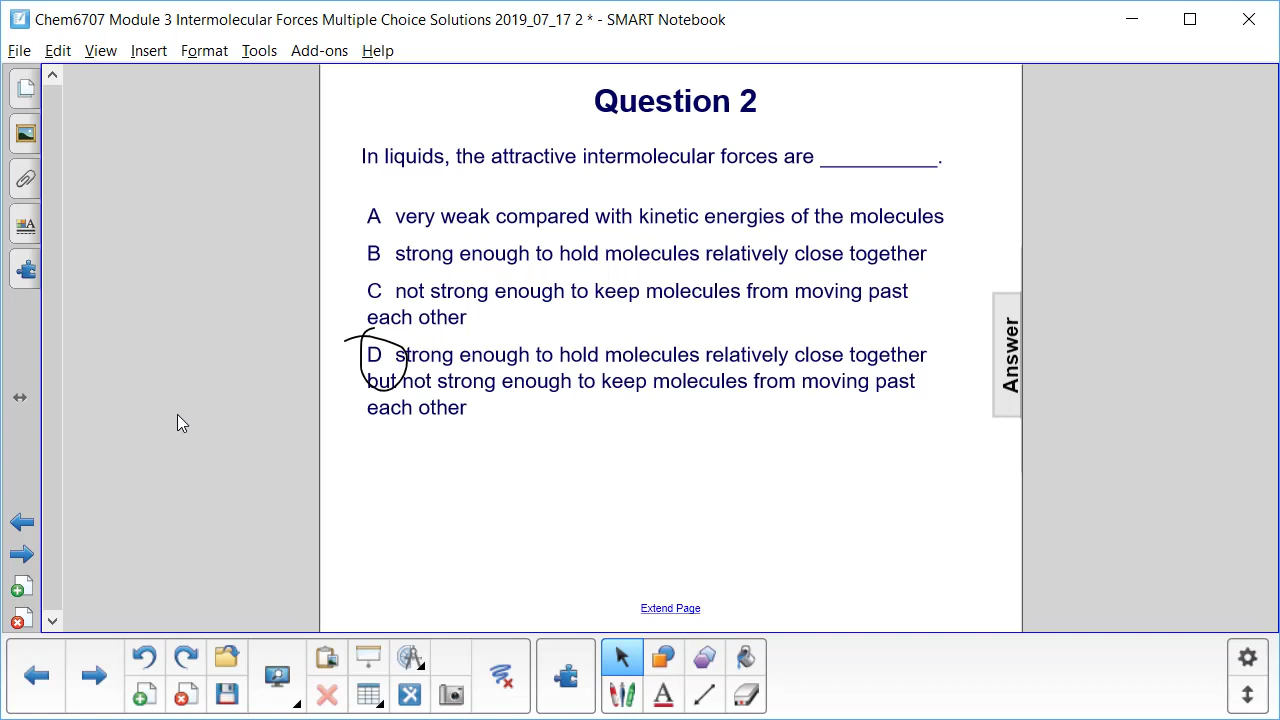 Chem6707 Module 3 Intermolecular Forces Multiple Choice Solutions 2019_07_17 2 * - SMART Notebook
File Edit View Insert Format Tools Add-ons Help
Question 2
In liquids, the attractive intermolecular forces are __________.
A very weak compared with kinetic energies of the molecules
B strong enough to hold molecules relatively close together
C not strong enough to keep molecules from moving past
each other
D strong enough to hold molecules relatively close together
but not strong enough to keep molecules from moving past
each other
Answer
Extend Page